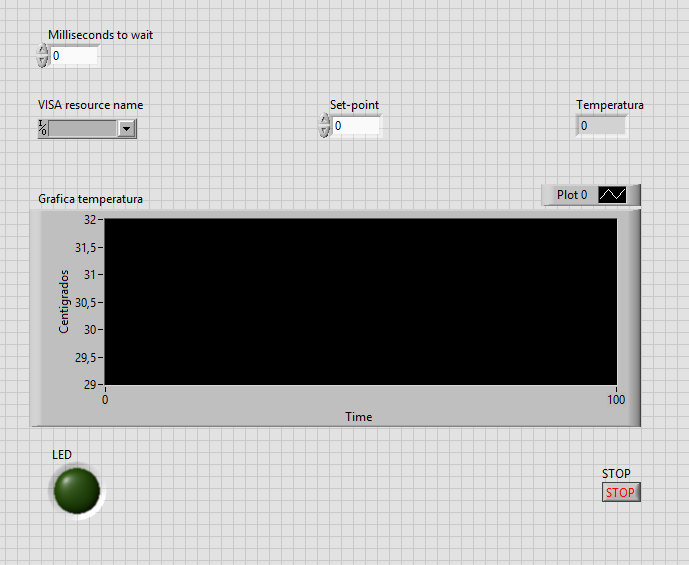 Milliseconds to wait
0
VISA resource name
Set-point
Temperatura
I/0
0
0
Grafica temperatura
Plot 0
32
31,5
31
30,5
30
29,5
29
Centigrados
0
100
Time
LED
STOP
STOP